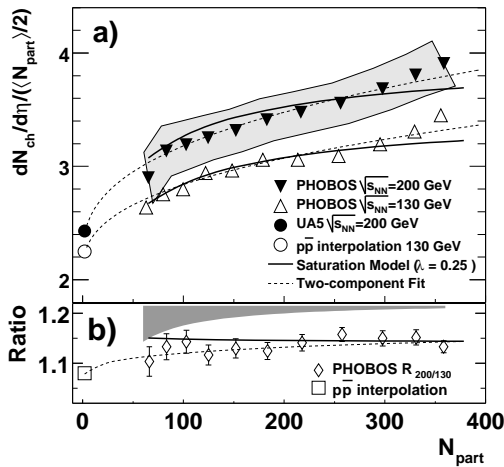 dN_ch/dη/(⟨N_part⟩/2)
a)
4
3
2
PHOBOS √s_NN=200 GeV
PHOBOS √s_NN=130 GeV
UA5 √s_NN=200 GeV
pp̄ interpolation 130 GeV
Saturation Model (λ = 0.25 )
Two-component Fit
Ratio
1.2
1.1
b)
PHOBOS R_200/130
pp̄ interpolation
0 100 200 300 400
N_part